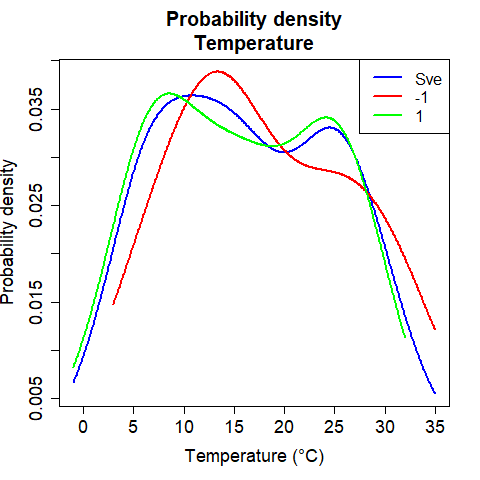 Probability density
Temperature
Sve
-1
1
Probability density
0.035
0.025
0.015
0.005
0 5 10 15 20 25 30 35
Temperature (°C)